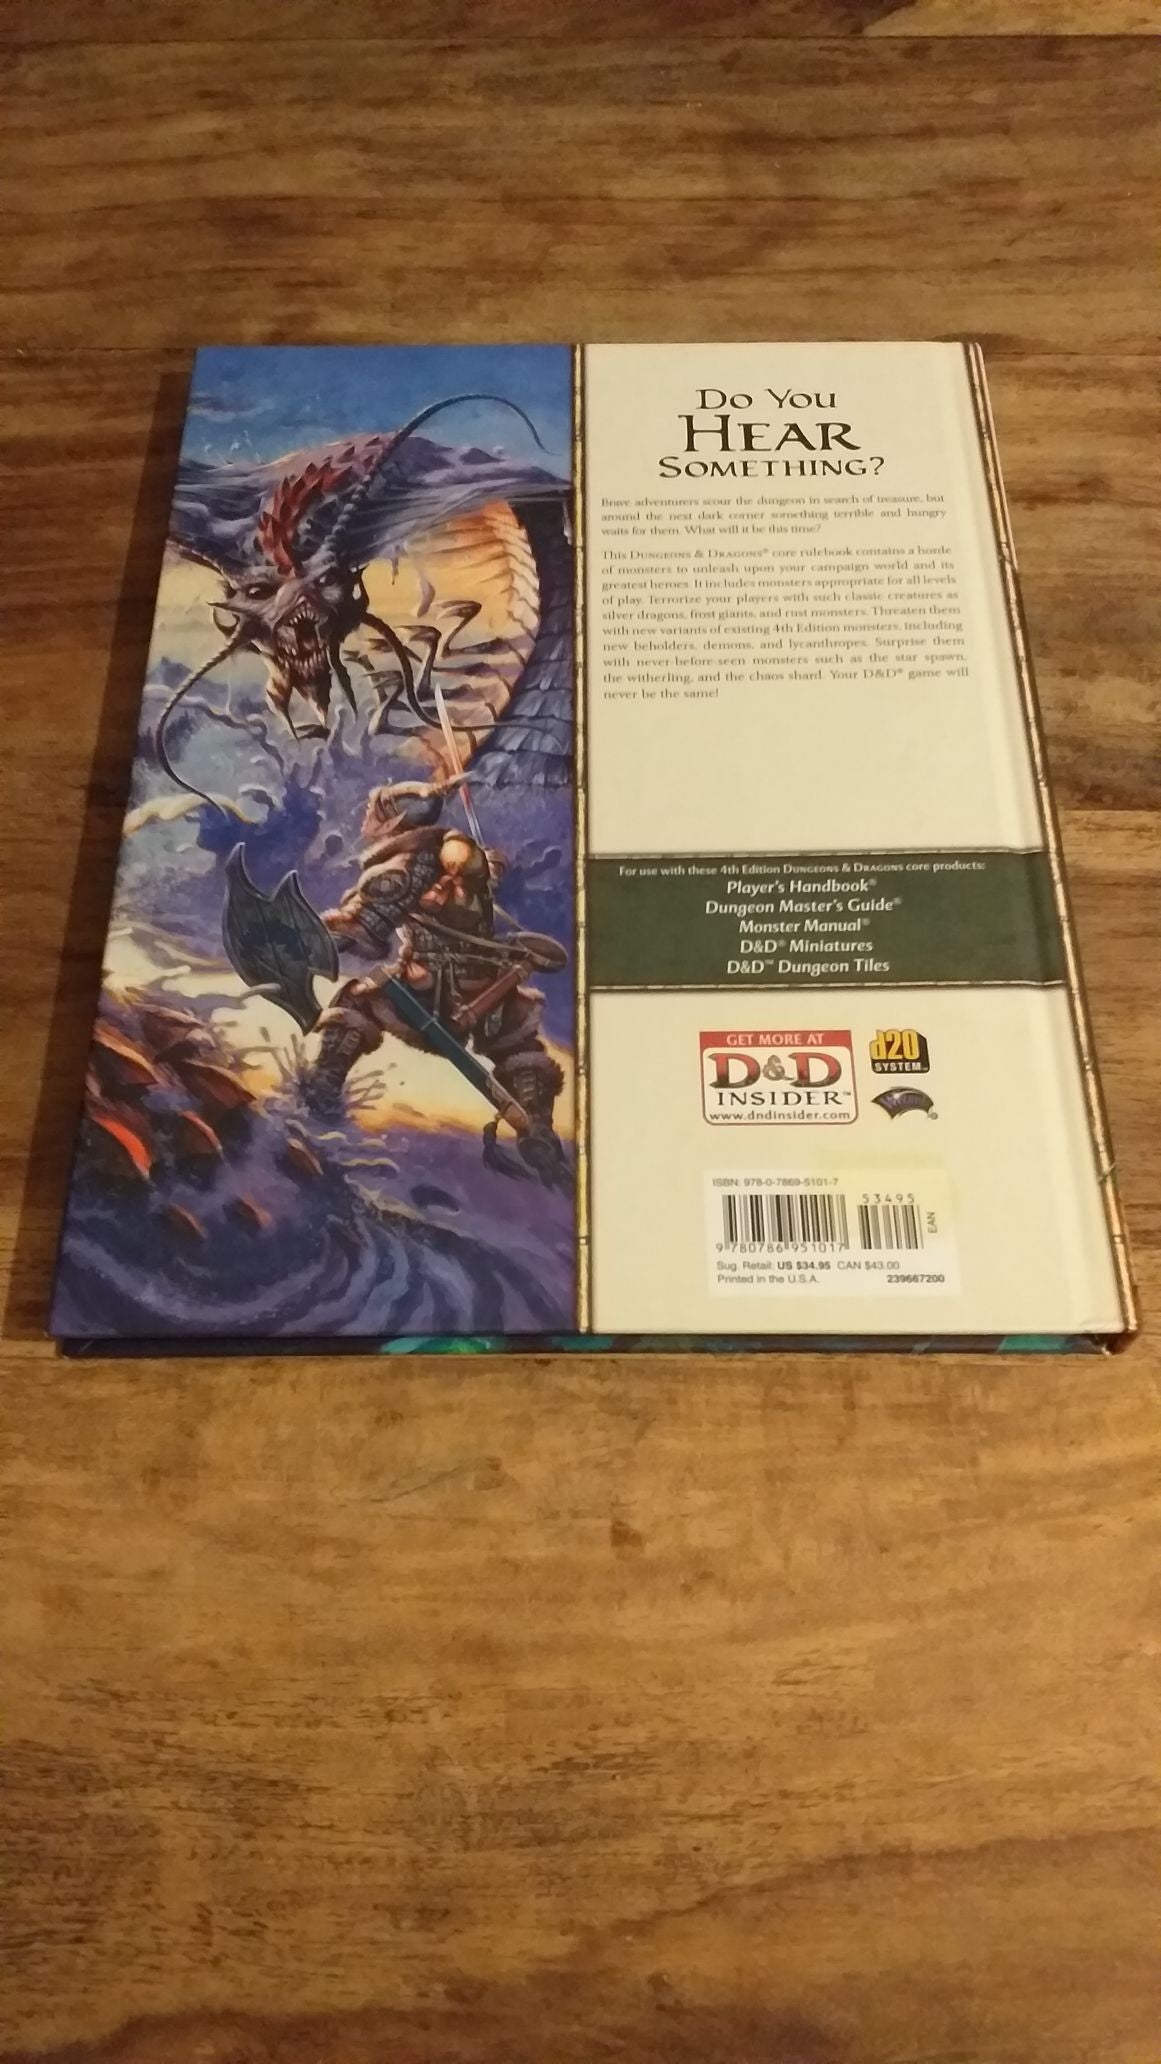 Do You
HEAR
SOMETHING?
Brave adventurers scour the dungeon in search of treasure, but
around the next dark corner something terrible and hungry
waits for them. What will it be this time?
This DUNGEONS & DRAGONS® core rulebook contains a horde
of monsters to unleash upon your campaign world and its
greatest heroes. It includes monsters appropriate for all levels
of play. Terrorize your players with such classic creatures as
silver dragons, frost giants, and rust monsters. Threaten them
with new variants of existing 4th Edition monsters, including
new beholders, demons, and lycanthropes. Surprise them
with never-before-seen monsters such as the star spawn,
the witherling, and the chaos shard. Your D&D® game will
never be the same!
For use with these 4th Edition DUNGEONS & DRAGONS core products:
Player's Handbook®
Dungeon Master's Guide®
Monster Manual®
D&D® Miniatures
D&D™ Dungeon Tiles
GET MORE AT
D&D
INSIDER™
www.dndinsider.com
d20
SYSTEM™
ISBN: 978-0-7869-5101-7
53495
EAN
9 780786 951017
Sug. Retail: US $34.95 CAN $43.00
Printed in the U.S.A. 239667200